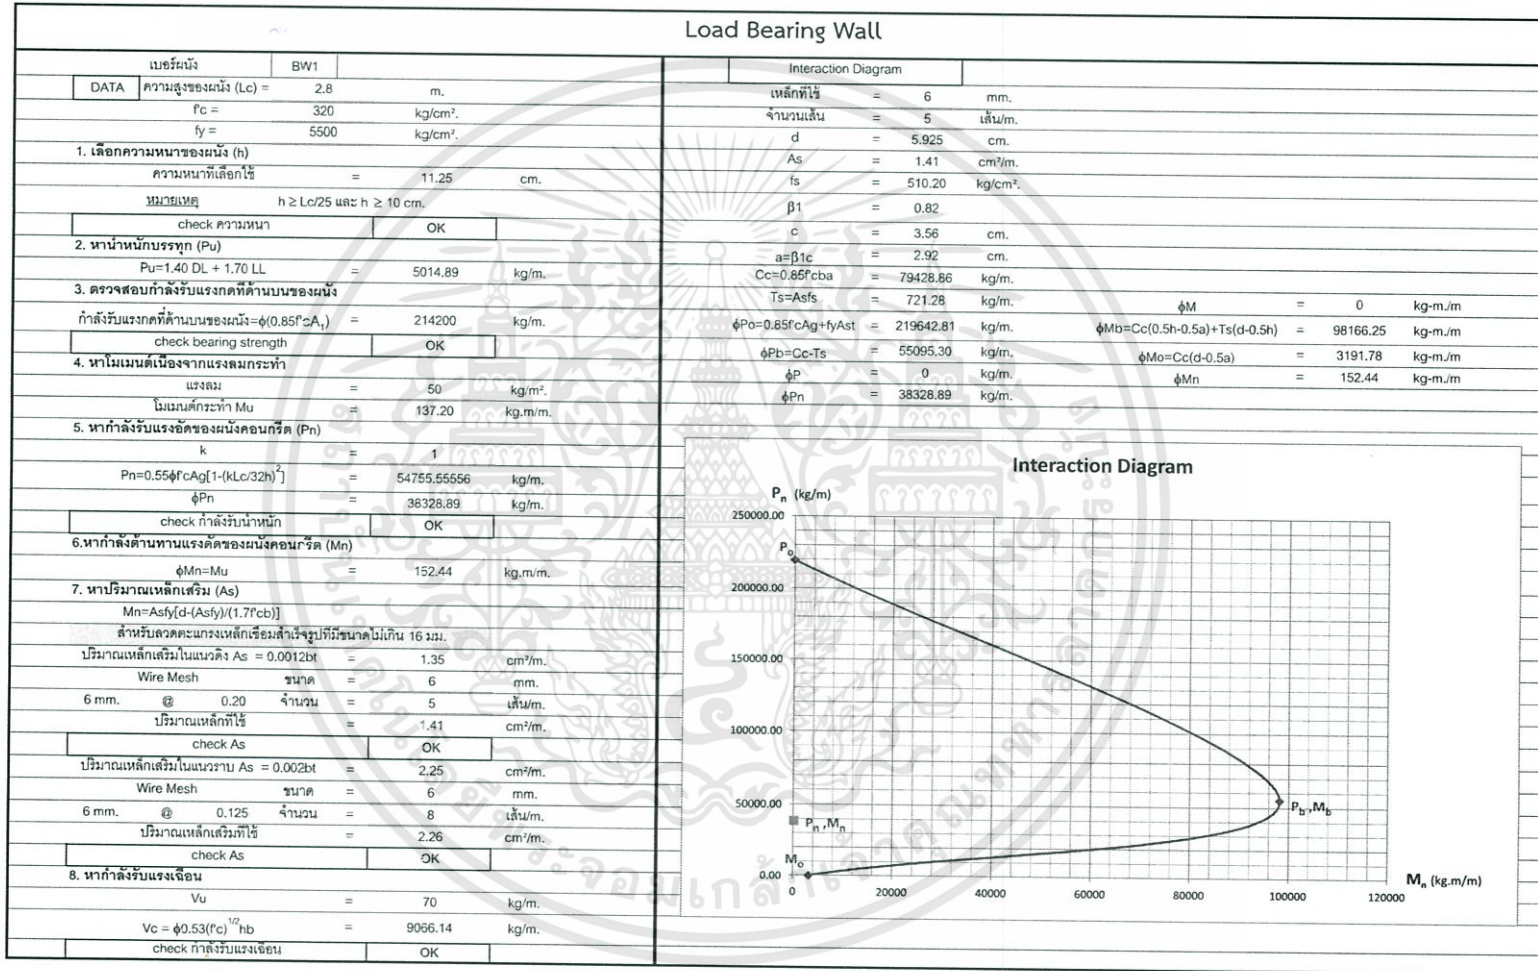 Load Bearing Wall
เบอร์ผนัง BW1
DATA ความสูงของผนัง (Lc) = 2.8 m.
f'c = 320 kg/cm².
fy = 5500 kg/cm².
1. เลือกความหนาของผนัง (h)
ความหนาที่เลือกใช้ = 11.25 cm.
หมายเหตุ h ≥ Lc/25 และ h ≥ 10 cm.
check ความหนา OK
2. หาน้ำหนักบรรทุก (Pu)
Pu=1.40 DL + 1.70 LL = 5014.89 kg/m.
3. ตรวจสอบกำลังรับแรงกดที่ด้านบนของผนัง
กำลังรับแรงกดที่ด้านบนของผนัง=ϕ(0.85f'cA₁) = 214200 kg/m.
check bearing strength OK
4. หาโมเมนต์เนื่องจากแรงลมกระทำ
แรงลม = 50 kg/m².
โมเมนต์กระทำ Mu = 137.20 kg.m/m.
5. หากำลังรับแรงอัดของผนังคอนกรีต (Pn)
k = 1
Pn=0.55ϕf'cAg[1-(kLc/32h)²] = 54755.55556 kg/m.
ϕPn = 38328.89 kg/m.
check กำลังรับน้ำหนัก OK
6.หากำลังต้านทานแรงดัดของผนังคอนกรีต (Mn)
ϕMn=Mu = 152.44 kg.m/m.
7. หาปริมาณเหล็กเสริม (As)
Mn=Asfy[d-(Asfy)/(1.7f'cb)]
สำหรับลวดตะแกรงเหล็กเชื่อมสำเร็จรูปที่มีขนาดไม่เกิน 16 มม.
ปริมาณเหล็กเสริมในแนวดิ่ง As = 0.0012bt = 1.35 cm²/m.
Wire Mesh ขนาด = 6 mm.
6 mm. @ 0.20 จำนวน = 5 เส้น/m.
ปริมาณเหล็กที่ใช้ = 1.41 cm²/m.
check As OK
ปริมาณเหล็กเสริมในแนวราบ As = 0.002bt = 2.25 cm²/m.
Wire Mesh ขนาด = 6 mm.
6 mm. @ 0.125 จำนวน = 8 เส้น/m.
ปริมาณเหล็กเสริมที่ใช้ = 2.26 cm²/m.
check As OK
8. หากำลังรับแรงเฉือน
Vu = 70 kg/m.
Vc = ϕ0.53(f'c)^1/2 hb = 9066.14 kg/m.
check กำลังรับแรงเฉือน OK
Interaction Diagram
เหล็กที่ใช้ = 6 mm.
จำนวนเส้น = 5 เส้น/m.
d = 5.925 cm.
As = 1.41 cm²/m.
fs = 510.20 kg/cm².
β1 = 0.82
c = 3.56 cm.
a=β1c = 2.92 cm.
Cc=0.85f'cba = 79428.86 kg/m.
Ts=Asfs = 721.28 kg/m. ϕM = 0 kg-m./m
ϕPo=0.85f'cAg+fyAst = 219642.81 kg/m. ϕMb=Cc(0.5h-0.5a)+Ts(d-0.5h) = 98166.25 kg-m./m
ϕPb=Cc-Ts = 55095.30 kg/m. ϕMo=Cc(d-0.5a) = 3191.78 kg-m./m
ϕP = 0 kg/m. ϕMn = 152.44 kg-m./m
ϕPn = 38328.89 kg/m.
Interaction Diagram
Pₙ (kg/m)
250000.00
P₀
200000.00
150000.00
100000.00
50000.00
Pₙ ,Mₙ
P_b ,M_b
M₀
0.00
0 20000 40000 60000 80000 100000 120000
Mₙ (kg.m/m)